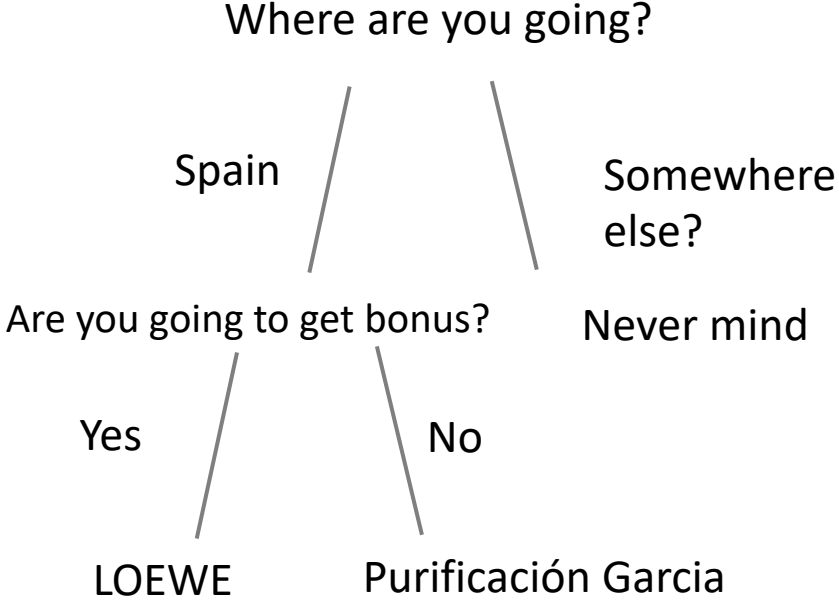 Where are you going?
Spain
Somewhere
else?
Are you going to get bonus?
Never mind
Yes
No
LOEWE
Purificación Garcia